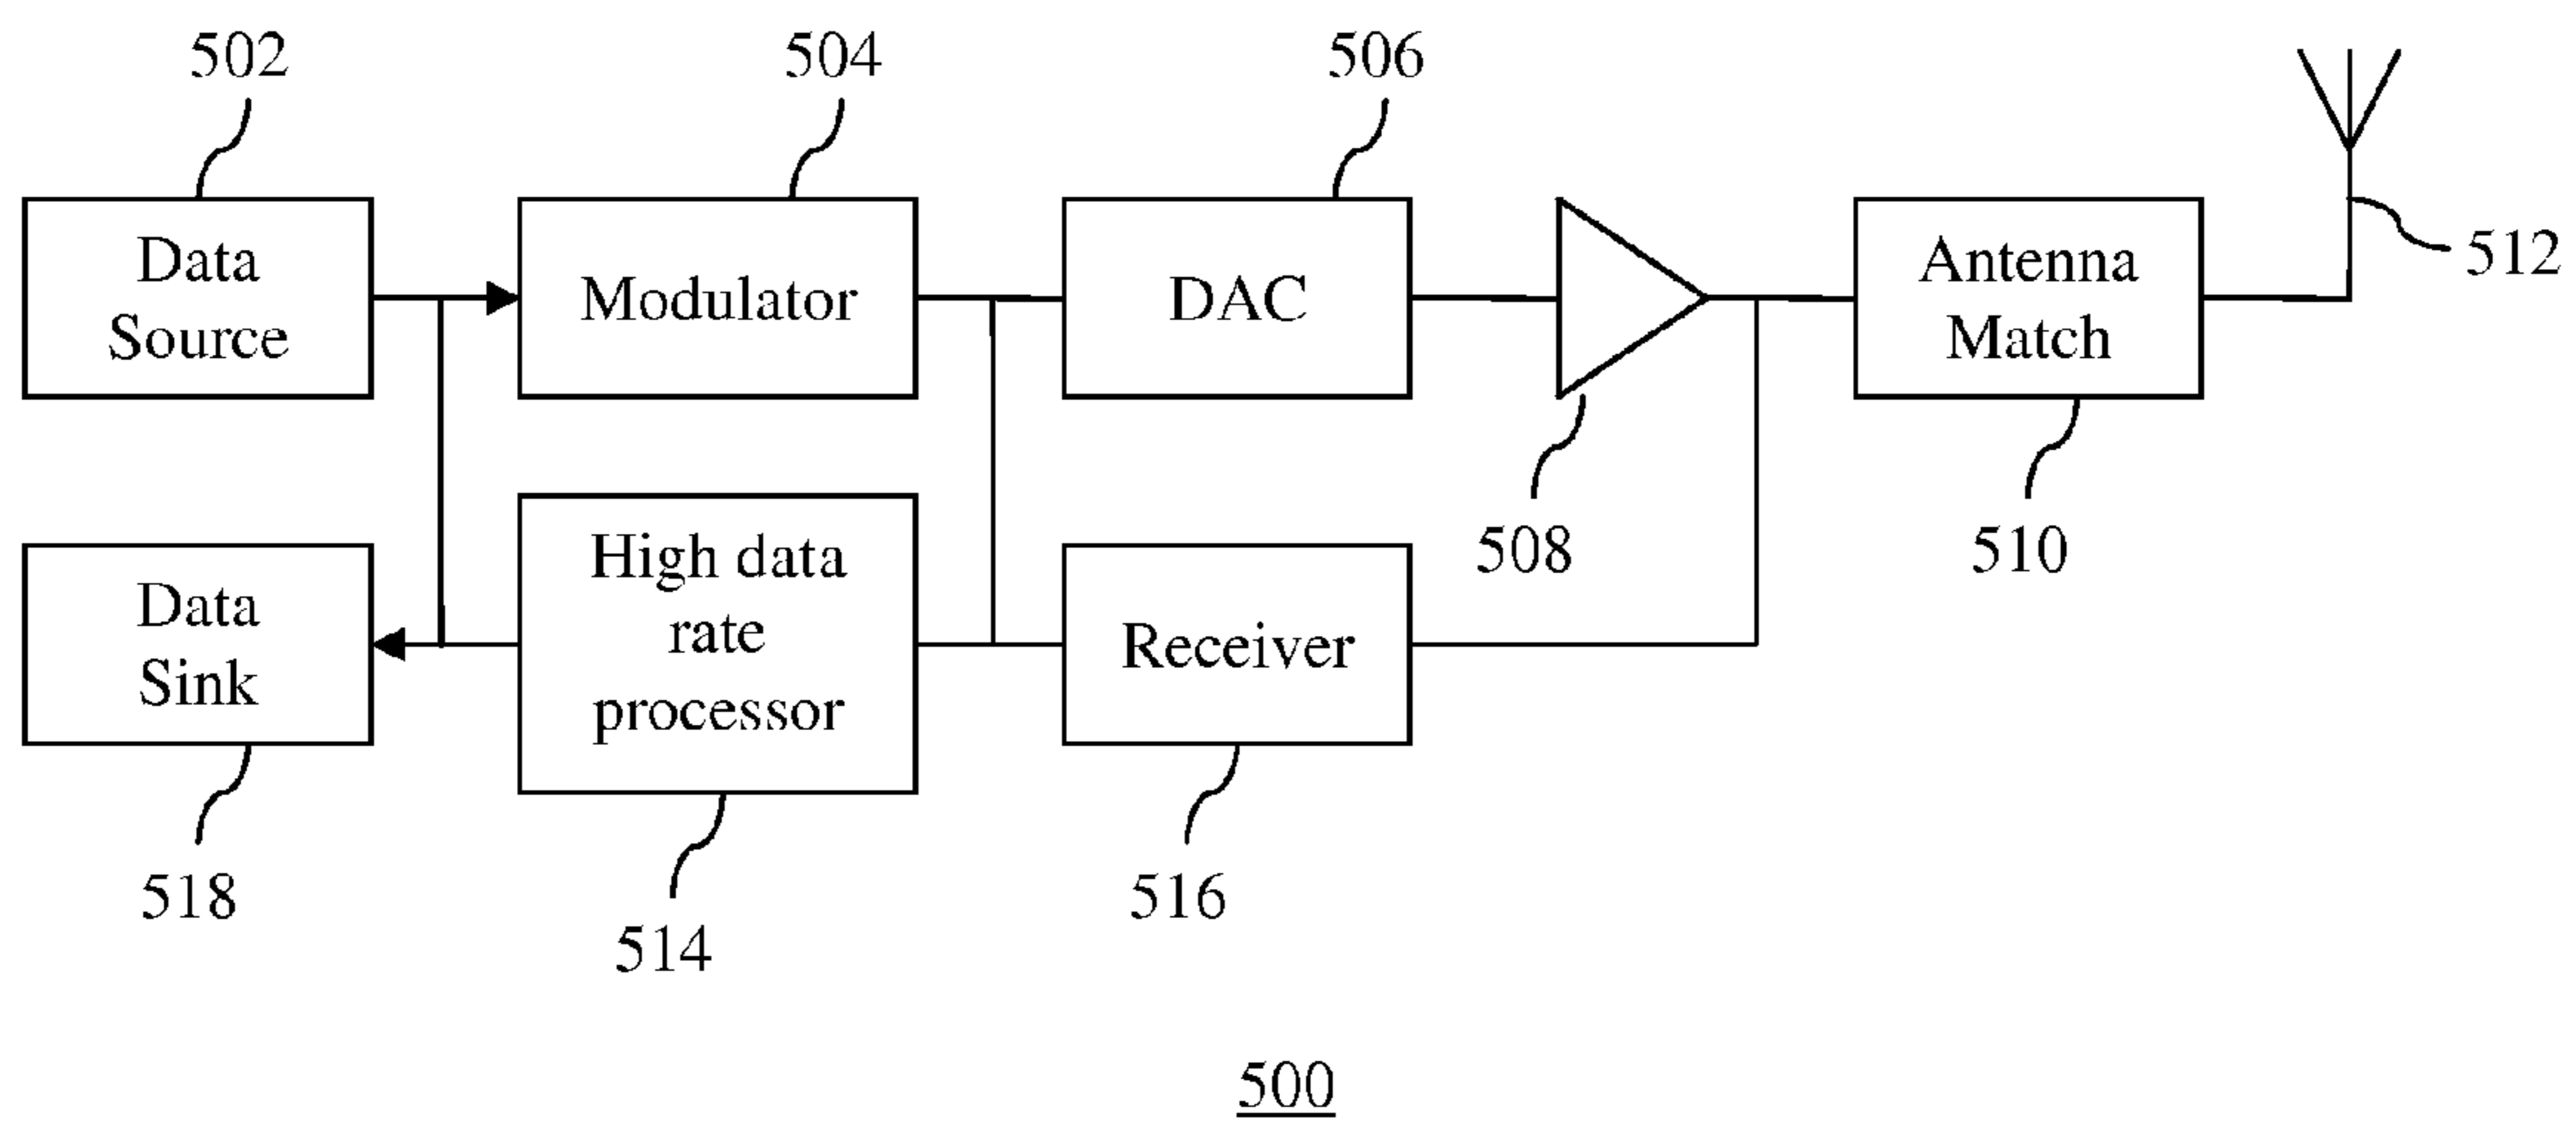 502
504
506
Data
Source
Modulator
DAC
Antenna
Match
512
508
510
Data
Sink
High data
rate
processor
Receiver
518
514
516
500